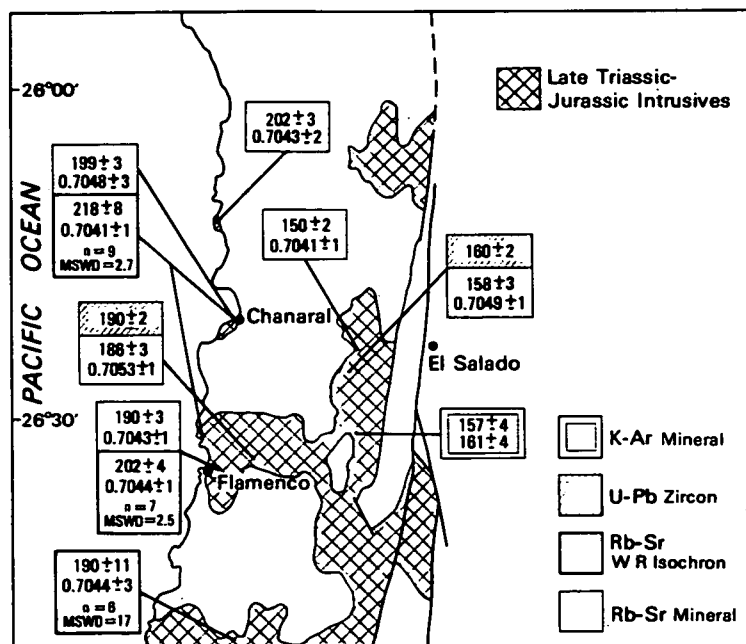 26°00'
Late Triassic-
Jurassic Intrusives
202±3
0.7043±2
199±3
0.7048±3
218±8
0.7041±1
n=9
MSWD=2.7
PACIFIC OCEAN
150±2
0.7041±1
160±2
158±3
0.7049±1
Chanaral
190±2
186±3
0.7053±1
El Salado
26°30'
190±3
0.7043±1
202±4
0.7044±1
n=7
MSWD=2.5
Flamenco
157±4
161±4
K-Ar Mineral
U-Pb Zircon
Rb-Sr
W R Isochron
Rb-Sr Mineral
190±11
0.7044±3
n=6
MSWD=17